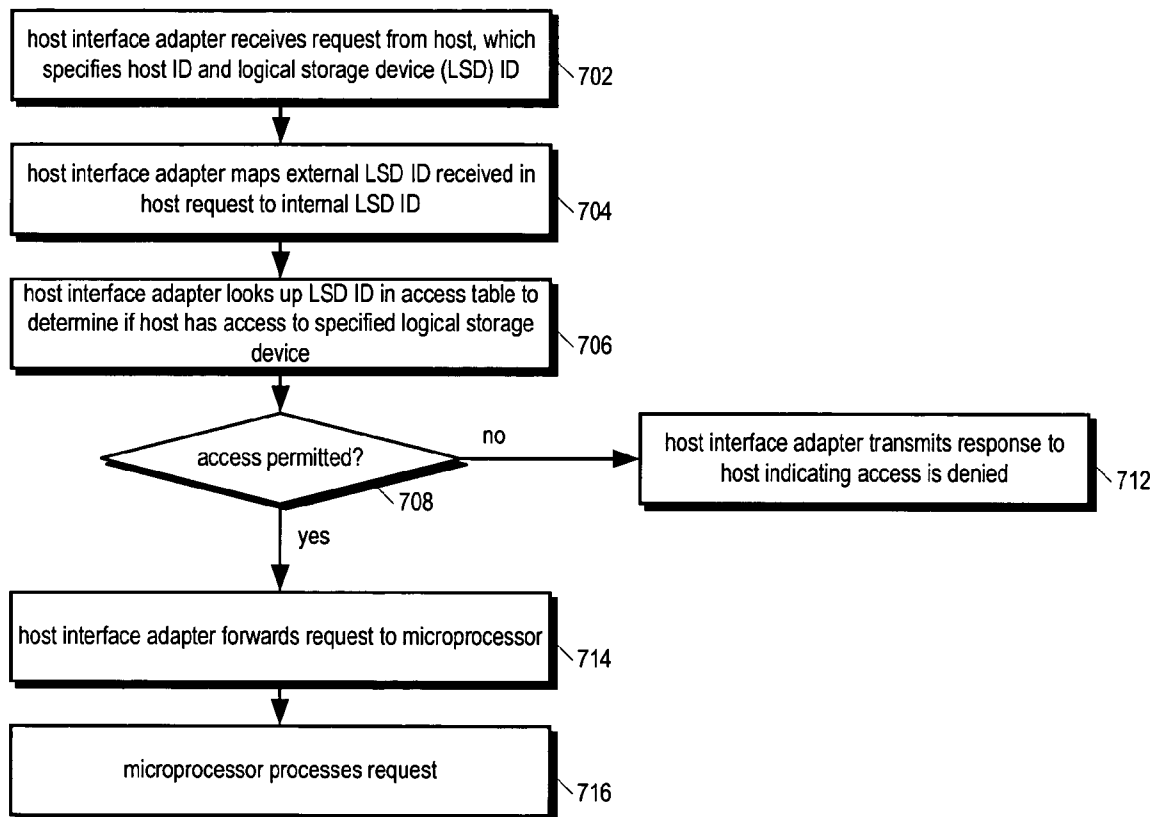 host interface adapter receives request from host, which
specifies host ID and logical storage device (LSD) ID
702
host interface adapter maps external LSD ID received in
host request to internal LSD ID
704
host interface adapter looks up LSD ID in access table to
determine if host has access to specified logical storage
device
706
access permitted?
708
no
host interface adapter transmits response to
host indicating access is denied
712
yes
host interface adapter forwards request to microprocessor
714
microprocessor processes request
716